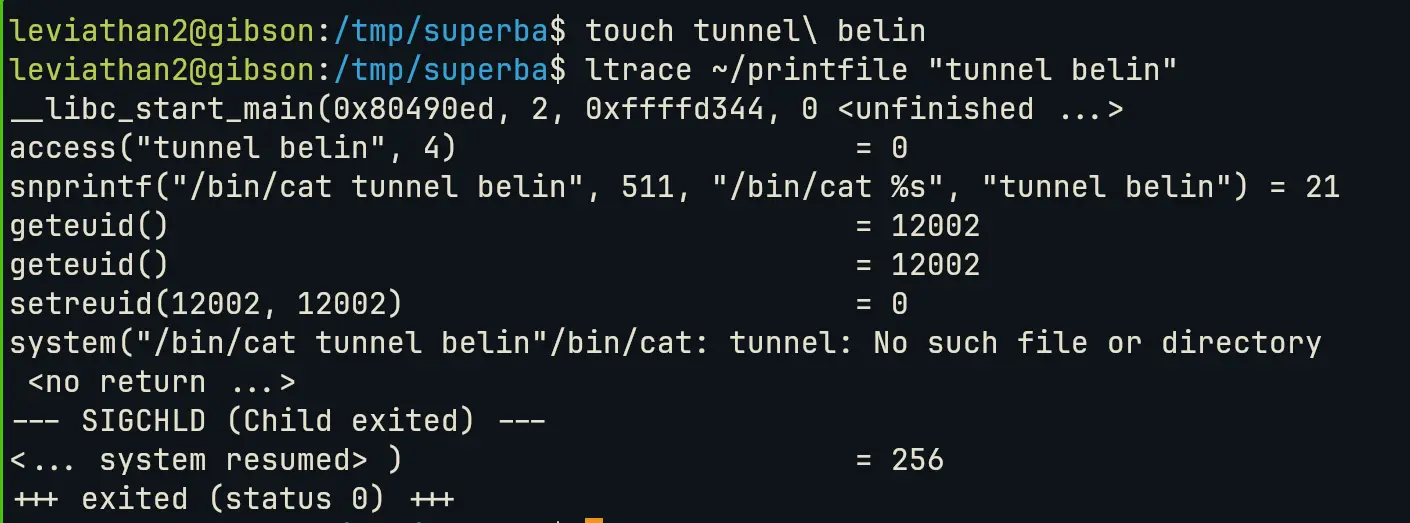 leviathan2@gibson:/tmp/superba$ touch tunnel\ belin
leviathan2@gibson:/tmp/superba$ ltrace ~/printfile "tunnel belin"
__libc_start_main(0x80490ed, 2, 0xffffd344, 0 <unfinished ...>
access("tunnel belin", 4) = 0
snprintf("/bin/cat tunnel belin", 511, "/bin/cat %s", "tunnel belin") = 21
geteuid() = 12002
geteuid() = 12002
setreuid(12002, 12002) = 0
system("/bin/cat tunnel belin"/bin/cat: tunnel: No such file or directory
<no return ...>
--- SIGCHLD (Child exited) ---
<... system resumed> ) = 256
+++ exited (status 0) +++